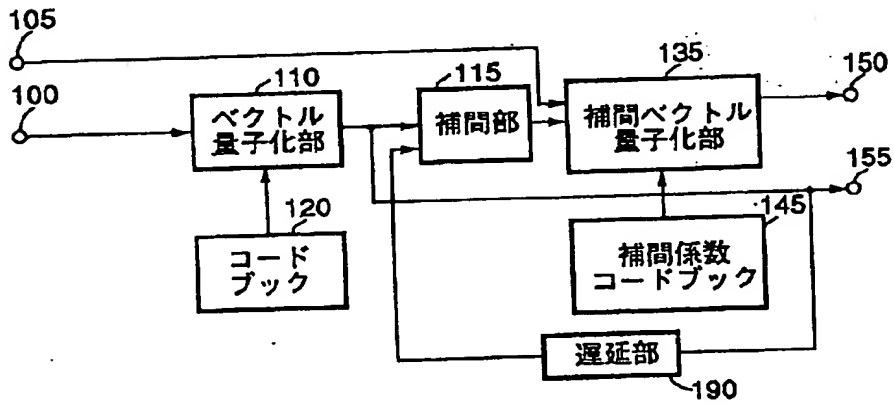 105
100
110
ベクトル
量子化部
115
補間部
135
補間ベクトル
量子化部
150
155
120
コード
ブック
145
補間係数
コードブック
遅延部
190